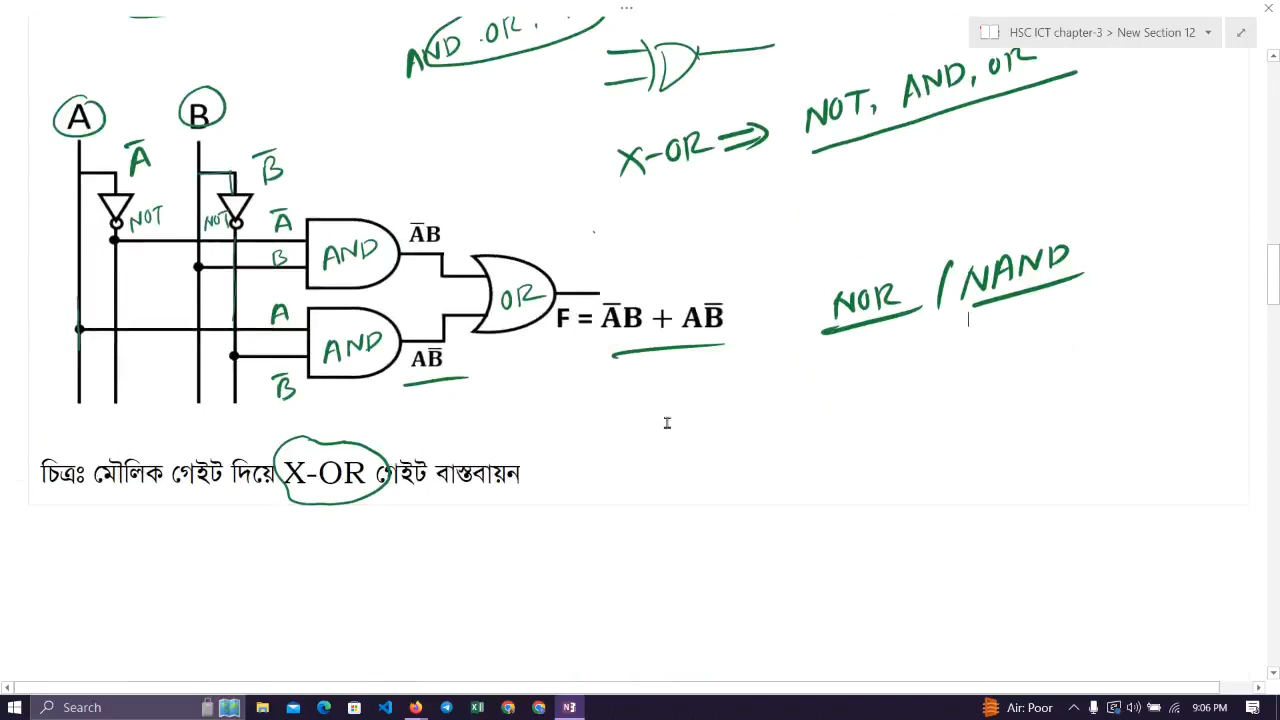 AND .OR.
HSC ICT chapter-3 > New Section 12
NOT, AND, OR
X-OR ⇒
A
B
Ā
B̅
NOT
NOT
Ā
B
AND
A̅B
A
B̅
AND
AB̅
OR
F = A̅B + AB̅
NOR / NAND
চিত্রঃ মৌলিক গেইট দিয়ে X-OR গেইট বাস্তবায়ন
Search
Air: Poor
9:06 PM